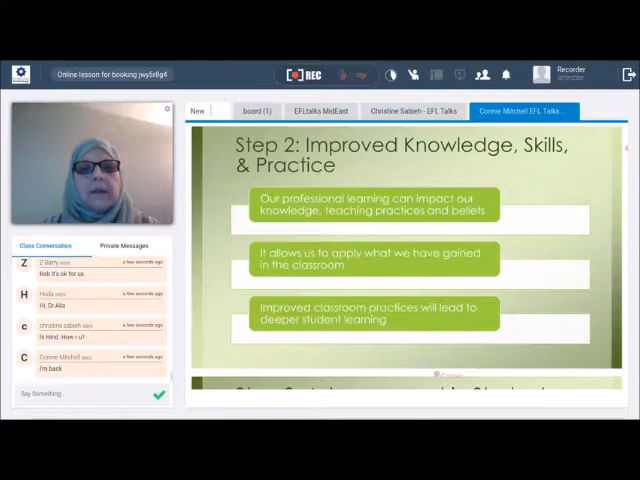 Online lesson for booking jwy5r8g4
REC
Recorder
New
board (1)
EFLtalks MidEast
Christine Sabieh - EFL Talks
Connie Mitchell EFL Talks...
Step 2: Improved Knowledge, Skills,
& Practice
Our professional learning can impact our
knowledge, teaching practices and beliefs
It allows us to apply what we have gained
in the classroom
Improved classroom practices will lead to
deeper student learning
Class Conversation
Private Messages
Z
Z Barry says:
a few seconds ago
Rob it's ok for us
H
Huda says:
a few seconds ago
Hi, Dr.Alia
c
christine sabieh says:
a few seconds ago
hi Hind. How r u?
C
Connie Mitchell says:
a few seconds ago
I'm back
Say Something.